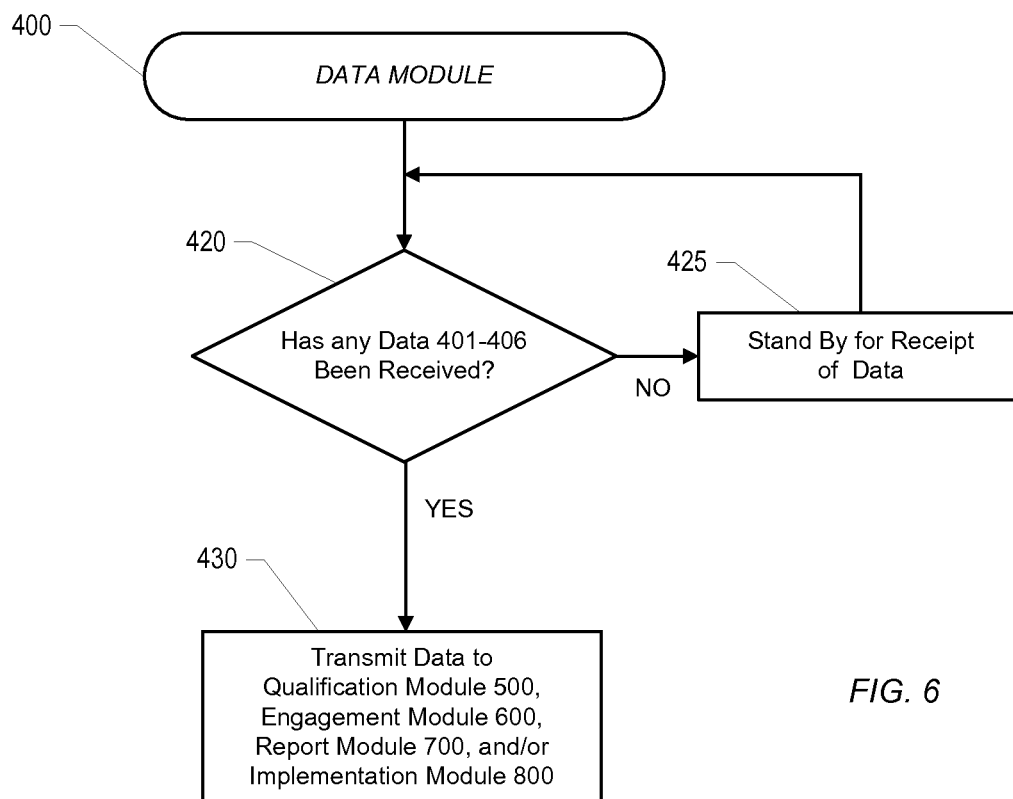 400
DATA MODULE
420
425
Has any Data 401-406
Been Received?
Stand By for Receipt
of Data
NO
YES
430
Transmit Data to
Qualification Module 500,
Engagement Module 600,
Report Module 700, and/or
Implementation Module 800
FIG. 6